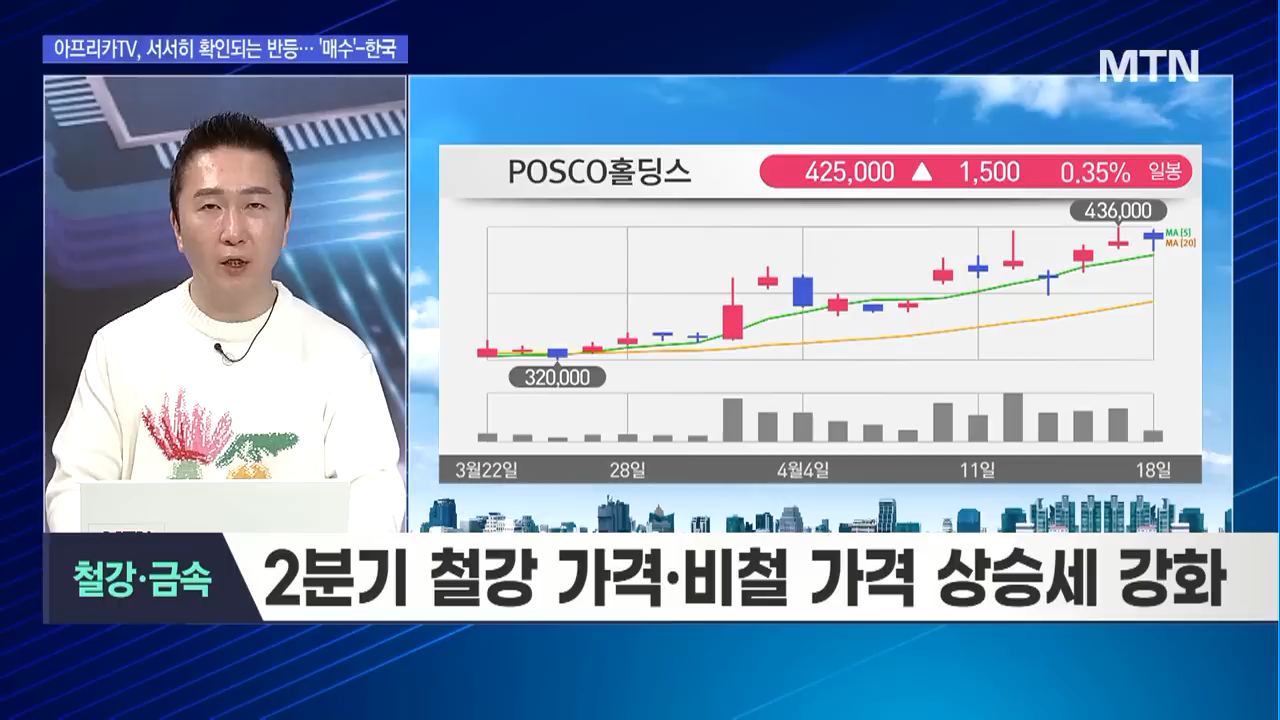 아프리카TV, 서서히 확인되는 반등… '매수'-한국
MTN
POSCO홀딩스
425,000 ▲ 1,500 0.35% 일봉
436,000
MA [5]
MA [20]
320,000
3월22일 28일 4월4일 11일 18일
철강·금속
2분기 철강 가격·비철 가격 상승세 강화